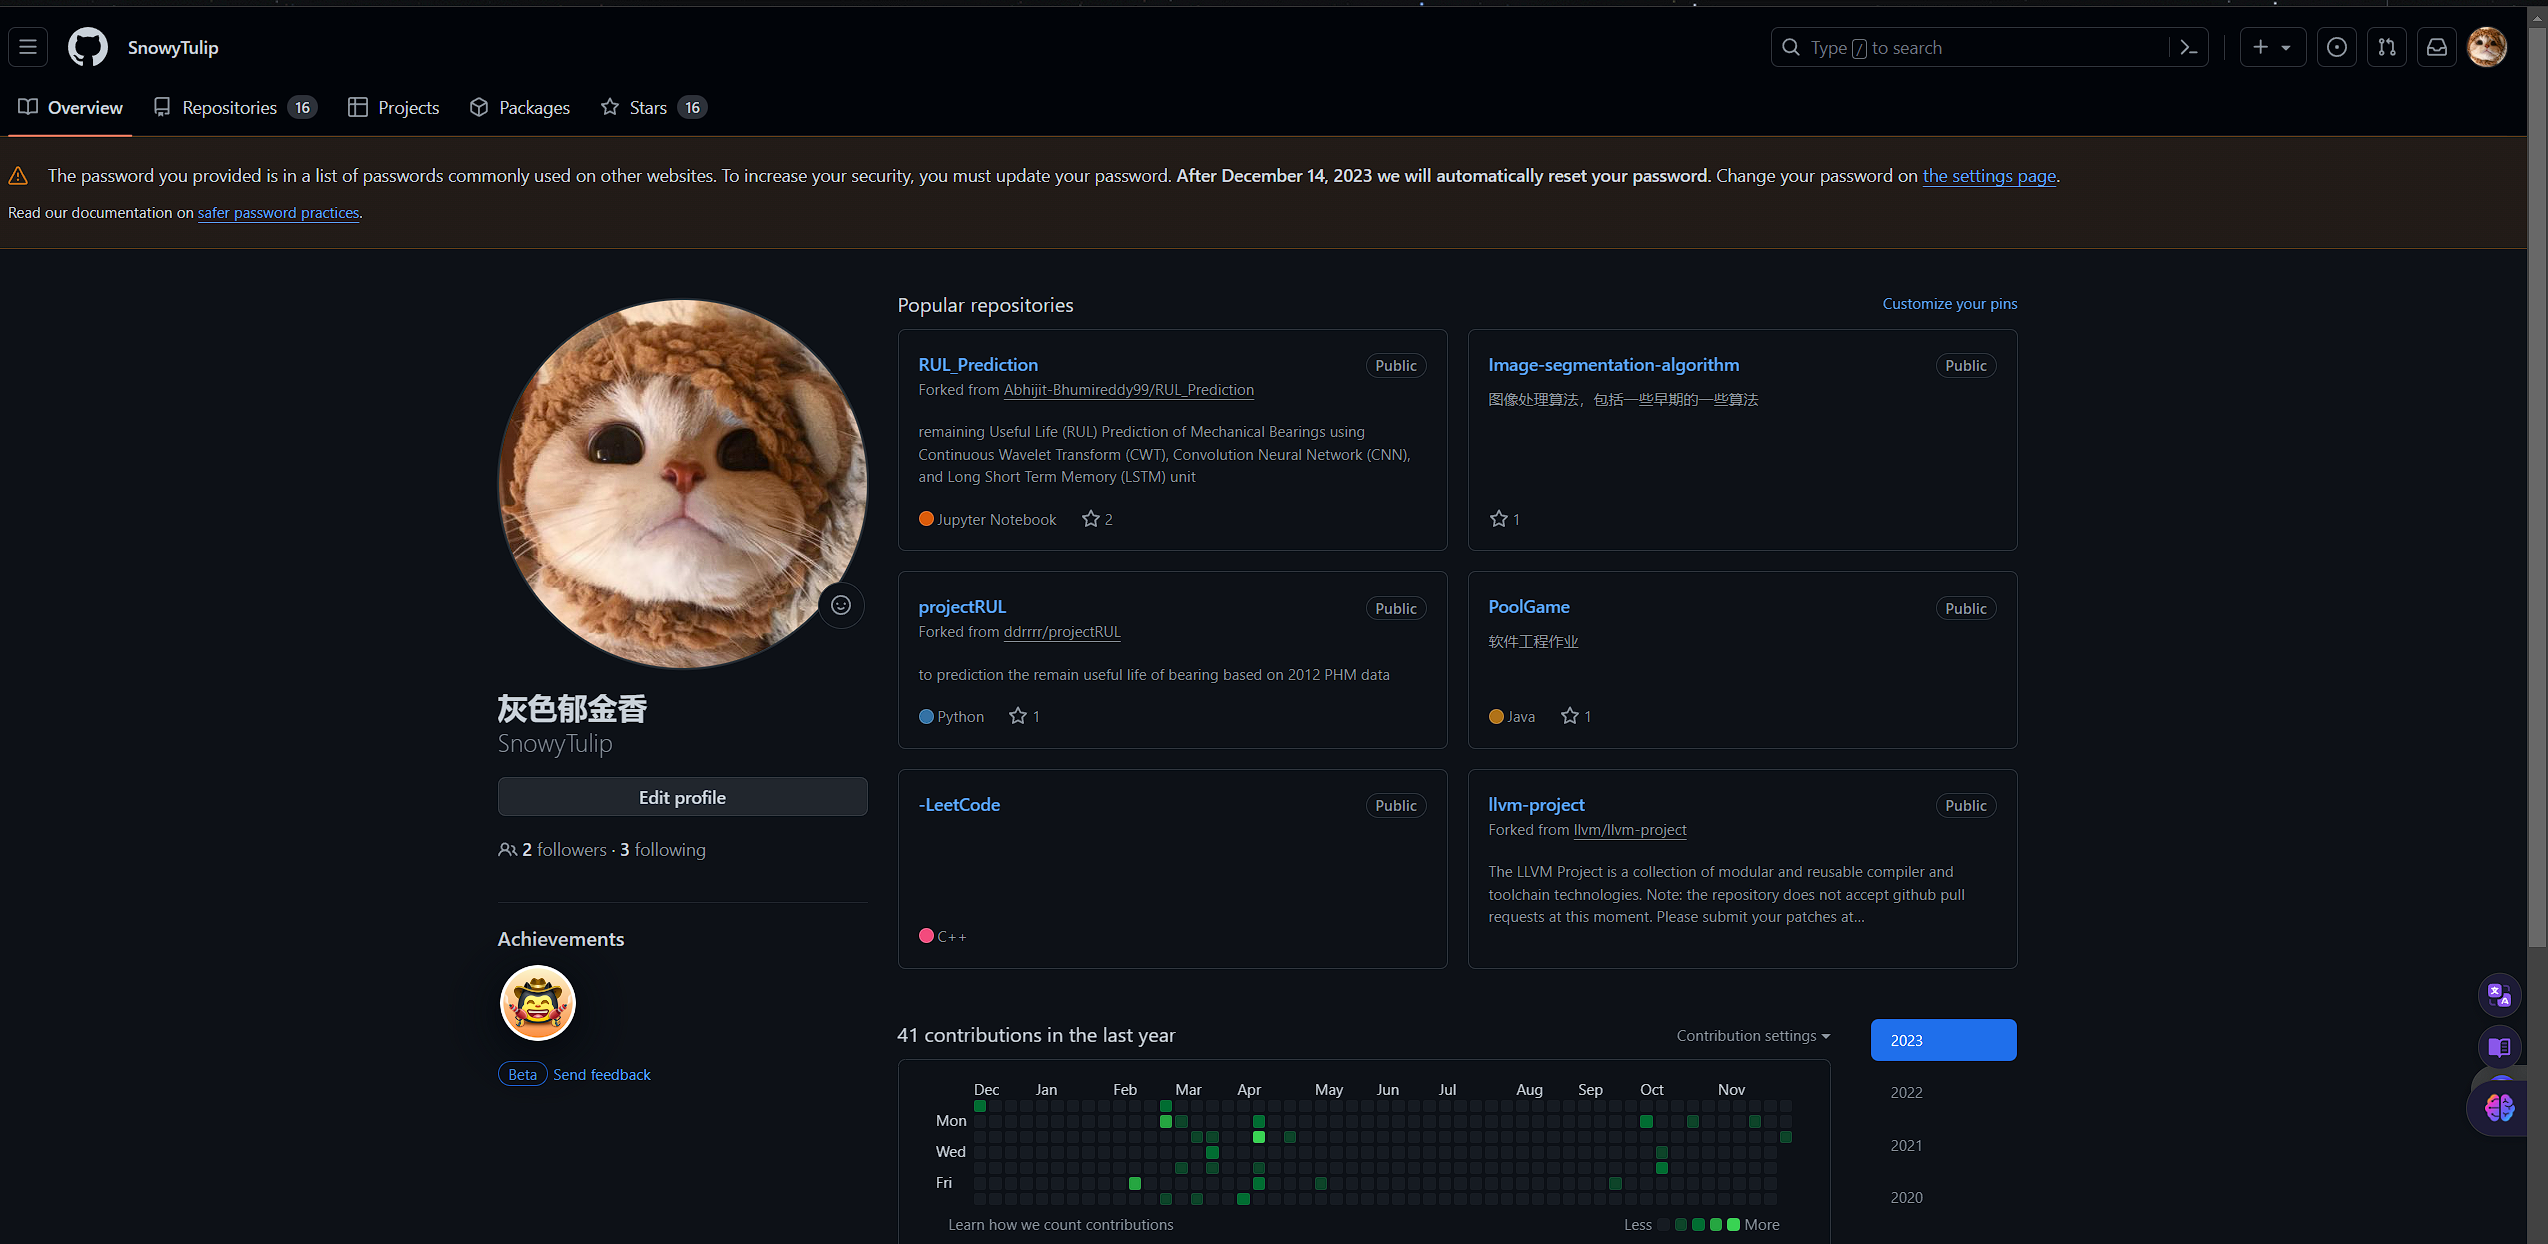 SnowyTulip
Type / to search
Overview
Repositories 16
Projects
Packages
Stars 16
The password you provided is in a list of passwords commonly used on other websites. To increase your security, you must update your password. After December 14, 2023 we will automatically reset your password. Change your password on the settings page.
Read our documentation on safer password practices.
灰色郁金香
SnowyTulip
Edit profile
2 followers · 3 following
Achievements
Beta Send feedback
Popular repositories
Customize your pins
RUL_Prediction
Public
Forked from Abhijit-Bhumireddy99/RUL_Prediction
remaining Useful Life (RUL) Prediction of Mechanical Bearings using
Continuous Wavelet Transform (CWT), Convolution Neural Network (CNN),
and Long Short Term Memory (LSTM) unit
Jupyter Notebook 2
Image-segmentation-algorithm
Public
图像处理算法，包括一些早期的一些算法
1
projectRUL
Public
Forked from ddrrrr/projectRUL
to prediction the remain useful life of bearing based on 2012 PHM data
Python 1
PoolGame
Public
软件工程作业
Java 1
-LeetCode
Public
C++
llvm-project
Public
Forked from llvm/llvm-project
The LLVM Project is a collection of modular and reusable compiler and
toolchain technologies. Note: the repository does not accept github pull
requests at this moment. Please submit your patches at...
41 contributions in the last year
Contribution settings
Dec Jan Feb Mar Apr May Jun Jul Aug Sep Oct Nov
Mon
Wed
Fri
Learn how we count contributions
Less More
2023
2022
2021
2020